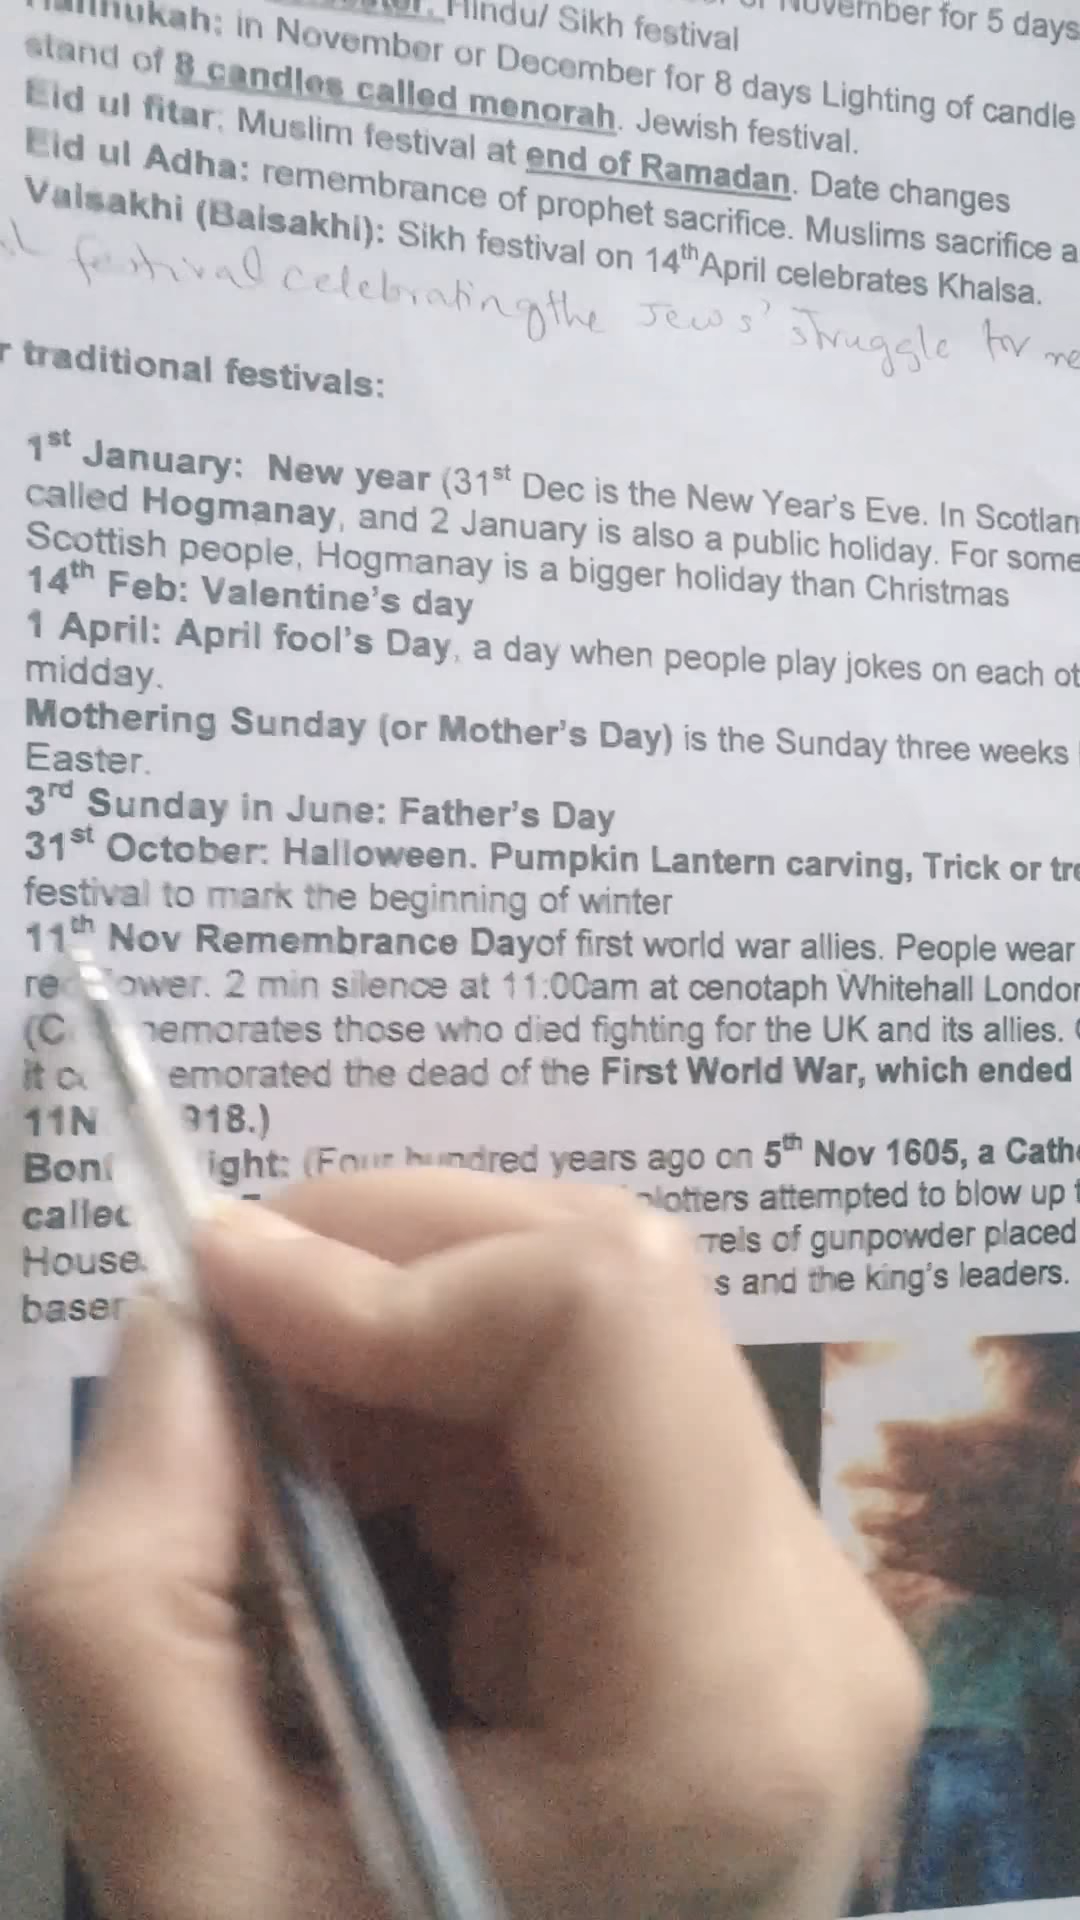 November for 5 days
Hindu/ Sikh festival
in November or December for 8 days Lighting of candle
stand of 8 candles called menorah. Jewish festival.
Eid ul fitar: Muslim festival at end of Ramadan. Date changes
Eid ul Adha: remembrance of prophet sacrifice. Muslims sacrifice a
Vaisakhi (Baisakhi): Sikh festival on 14th April celebrates Khalsa.
festival celebrating the Jews' struggle for re
r traditional festivals:
1st January: New year (31st Dec is the New Year's Eve. In Scotlan
called Hogmanay, and 2 January is also a public holiday. For some
Scottish people, Hogmanay is a bigger holiday than Christmas
14th Feb: Valentine's day
1 April: April fool's Day, a day when people play jokes on each ot
midday.
Mothering Sunday (or Mother's Day) is the Sunday three weeks
Easter.
3rd Sunday in June: Father's Day
31st October: Halloween. Pumpkin Lantern carving, Trick or tre
festival to mark the beginning of winter
11th Nov Remembrance Dayof first world war allies. People wear
ower. 2 min silence at 11:00am at cenotaph Whitehall London
emorates those who died fighting for the UK and its allies.
it emorated the dead of the First World War, which ended
11N 918.)
Bon ight: (Four hundred years ago on 5th Nov 1605, a Cath
plotters attempted to blow up
House rels of gunpowder placed
s and the king's leaders.